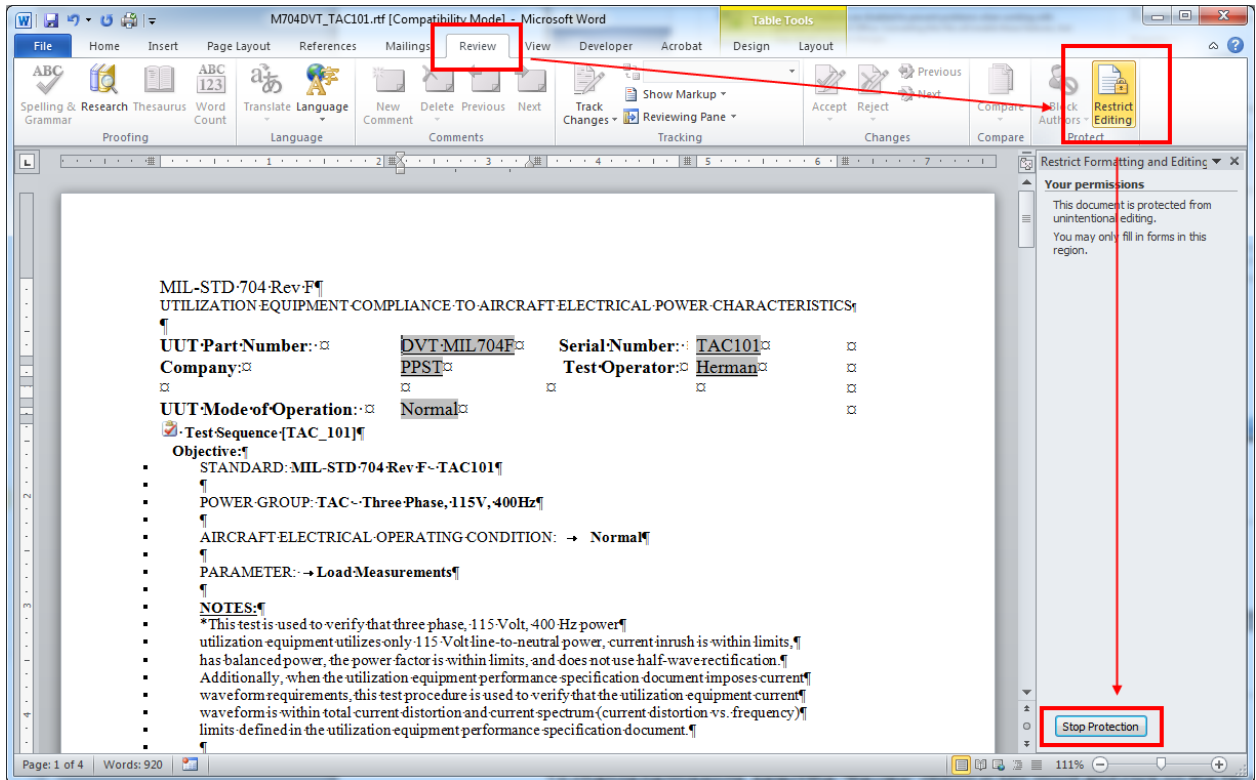 M704DVT_TAC101.rtf [Compatibility Mode] - Microsoft Word
Table Tools
File Home Insert Page Layout References Mailings Review View Developer Acrobat Design Layout
ABC
ABC
123
Previous
Show Markup
Next
Spelling & Grammar Research Thesaurus Word Count Translate Language New Comment Delete Previous Next Track Changes Reviewing Pane Accept Reject Compare Block Authors Restrict Editing
Proofing Language Comments Tracking Changes Compare Protect
1 2 3 4 5 6 7
Restrict Formatting and Editing
Your permissions
This document is protected from
unintentional editing.
You may only fill in forms in this
region.
MIL-STD·704·Rev·F¶
UTILIZATION·EQUIPMENT·COMPLIANCE·TO·AIRCRAFT·ELECTRICAL·POWER·CHARACTERISTICS¶
¶
UUT·Part·Number:·¤ DVT·MIL704F¤ Serial·Number:· TAC101¤ ¤
Company:¤ PPST¤ Test·Operator:¤ Herman¤ ¤
¤ ¤ ¤ ¤ ¤
UUT·Mode·of·Operation:·¤ Normal¤ ¤
·Test·Sequence·[TAC_101]¶
Objective:¶
STANDARD:·MIL-STD·704·Rev·F·-·TAC101¶
¶
POWER·GROUP:·TAC·-·Three·Phase,·115V,·400Hz¶
¶
AIRCRAFT·ELECTRICAL·OPERATING·CONDITION: → Normal¶
¶
PARAMETER:·→Load·Measurements¶
¶
NOTES:¶
*This·test·is·used·to·verify·that·three·phase,·115·Volt,·400·Hz·power¶
utilization·equipment·utilizes·only·115·Volt·line-to-neutral·power,·current·inrush·is·within·limits,¶
has·balanced·power,·the·power·factor·is·within·limits,·and·does·not·use·half-wave·rectification.¶
Additionally,·when·the·utilization·equipment·performance·specification·document·imposes·current¶
waveform·requirements,·this·test·procedure·is·used·to·verify·that·the·utilization·equipment·current¶
waveform·is·within·total·current·distortion·and·current·spectrum·(current·distortion·vs.·frequency)¶
limits·defined·in·the·utilization·equipment·performance·specification·document.¶
¶
Stop Protection
Page: 1 of 4 Words: 920 111%